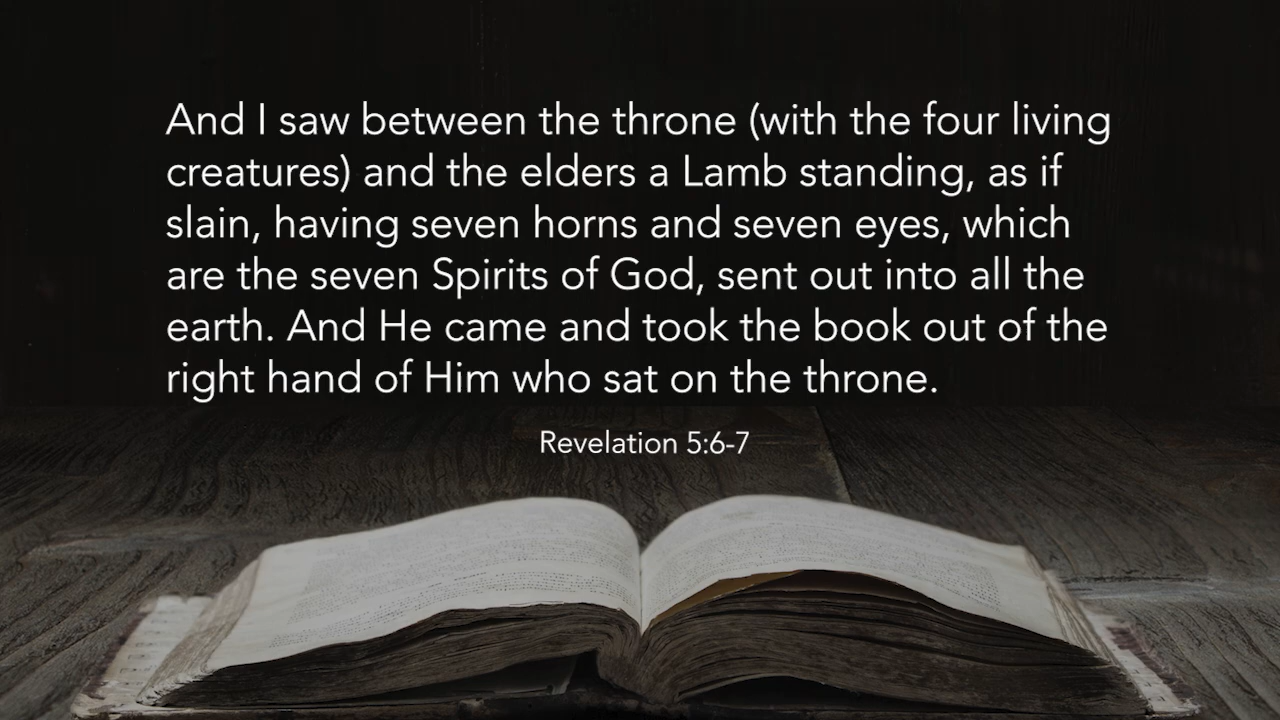 And I saw between the throne (with the four living
creatures) and the elders a Lamb standing, as if
slain, having seven horns and seven eyes, which
are the seven Spirits of God, sent out into all the
earth. And He came and took the book out of the
right hand of Him who sat on the throne.
Revelation 5:6-7